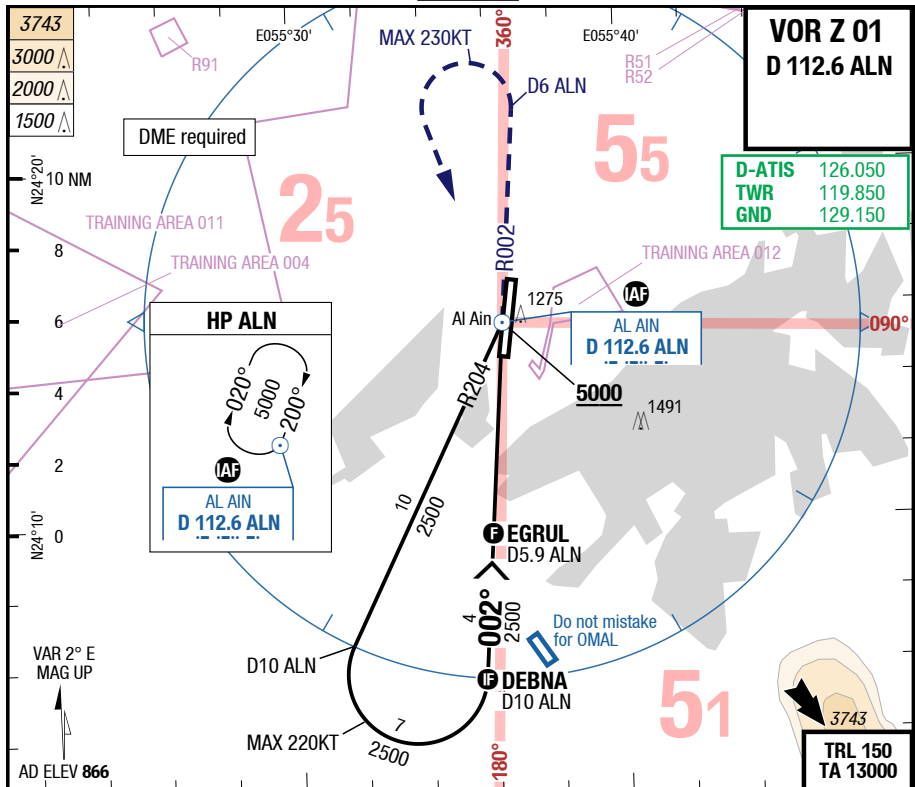 3743
3000
2000
1500
E055°30'
R91
MAX 230KT
360°
E055°40'
R51
R52
VOR Z 01
D 112.6 ALN
D6 ALN
DME required
55
25
D-ATIS 126.050
TWR 119.850
GND 129.150
N24°20'
10 NM
8
6
4
2
0
N24°10'
TRAINING AREA 011
TRAINING AREA 004
R002
TRAINING AREA 012
1275
IAF
Al Ain
AL AIN
D 112.6 ALN
090°
5000
1491
HP ALN
020°
5000
200°
IAF
AL AIN
D 112.6 ALN
R204
10
2500
F EGRUL
D5.9 ALN
002°
4
2500
Do not mistake
for OMAL
IF DEBNA
D10 ALN
D10 ALN
7
2500
MAX 220KT
180°
51
VAR 2° E
MAG UP
AD ELEV 866
3743
TRL 150
TA 13000